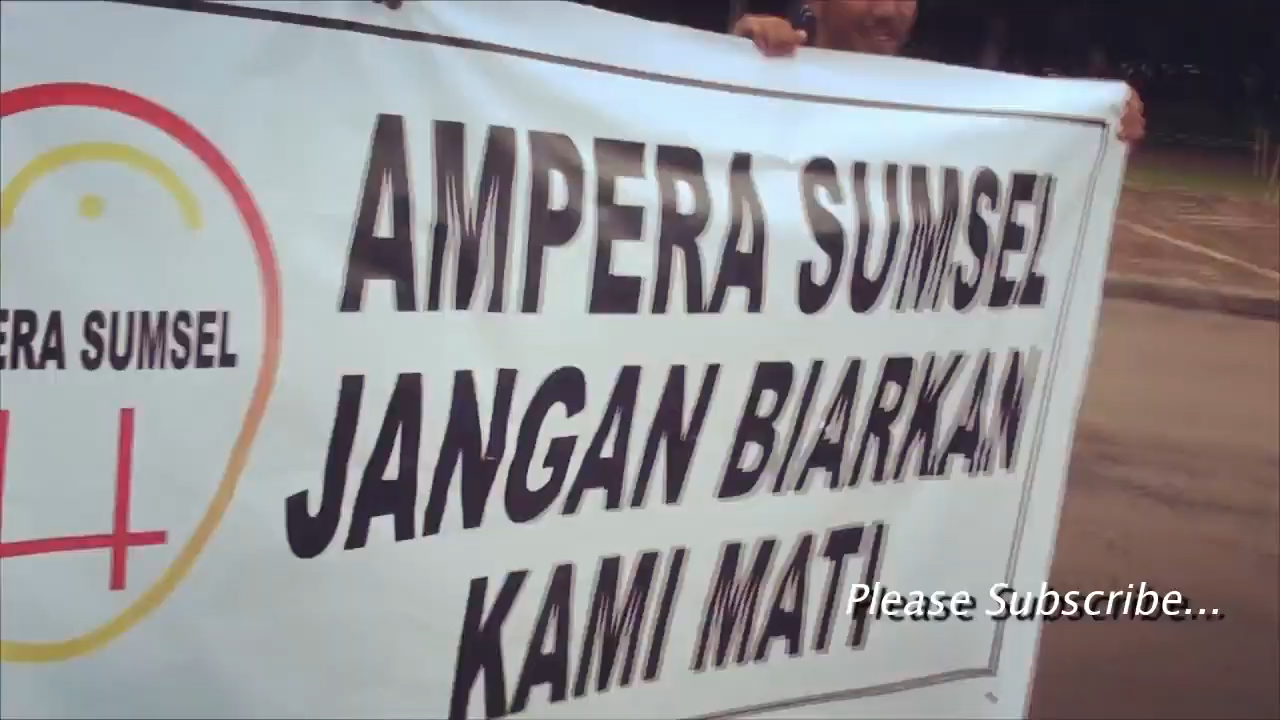 AMPERA SUMSEL
JANGAN BIARKAN
KAMI MATI
ERA SUMSEL
Please Subscribe...